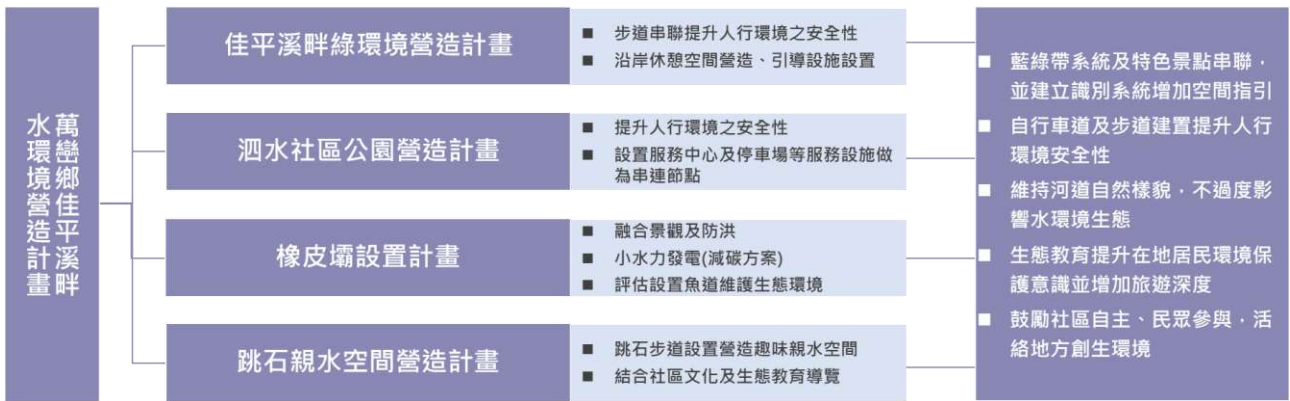 萬巒鄉佳平溪畔
水環境營造計畫
佳平溪畔綠環境營造計畫
■ 步道串聯提升人行環境之安全性
■ 沿岸休憩空間營造、引導設施設置
泗水社區公園營造計畫
■ 提升人行環境之安全性
■ 設置服務中心及停車場等服務設施做
為串連節點
橡皮壩設置計畫
■ 融合景觀及防洪
■ 小水力發電(減碳方案)
■ 評估設置魚道維護生態環境
跳石親水空間營造計畫
■ 跳石步道設置營造趣味親水空間
■ 結合社區文化及生態教育導覽
■ 藍綠帶系統及特色景點串聯，
並建立識別系統增加空間指引
■ 自行車道及步道建置提升人行
環境安全性
■ 維持河道自然樣貌，不過度影
響水環境生態
■ 生態教育提升在地居民環境保
護意識並增加旅遊深度
■ 鼓勵社區自主、民眾參與，活
絡地方創生環境